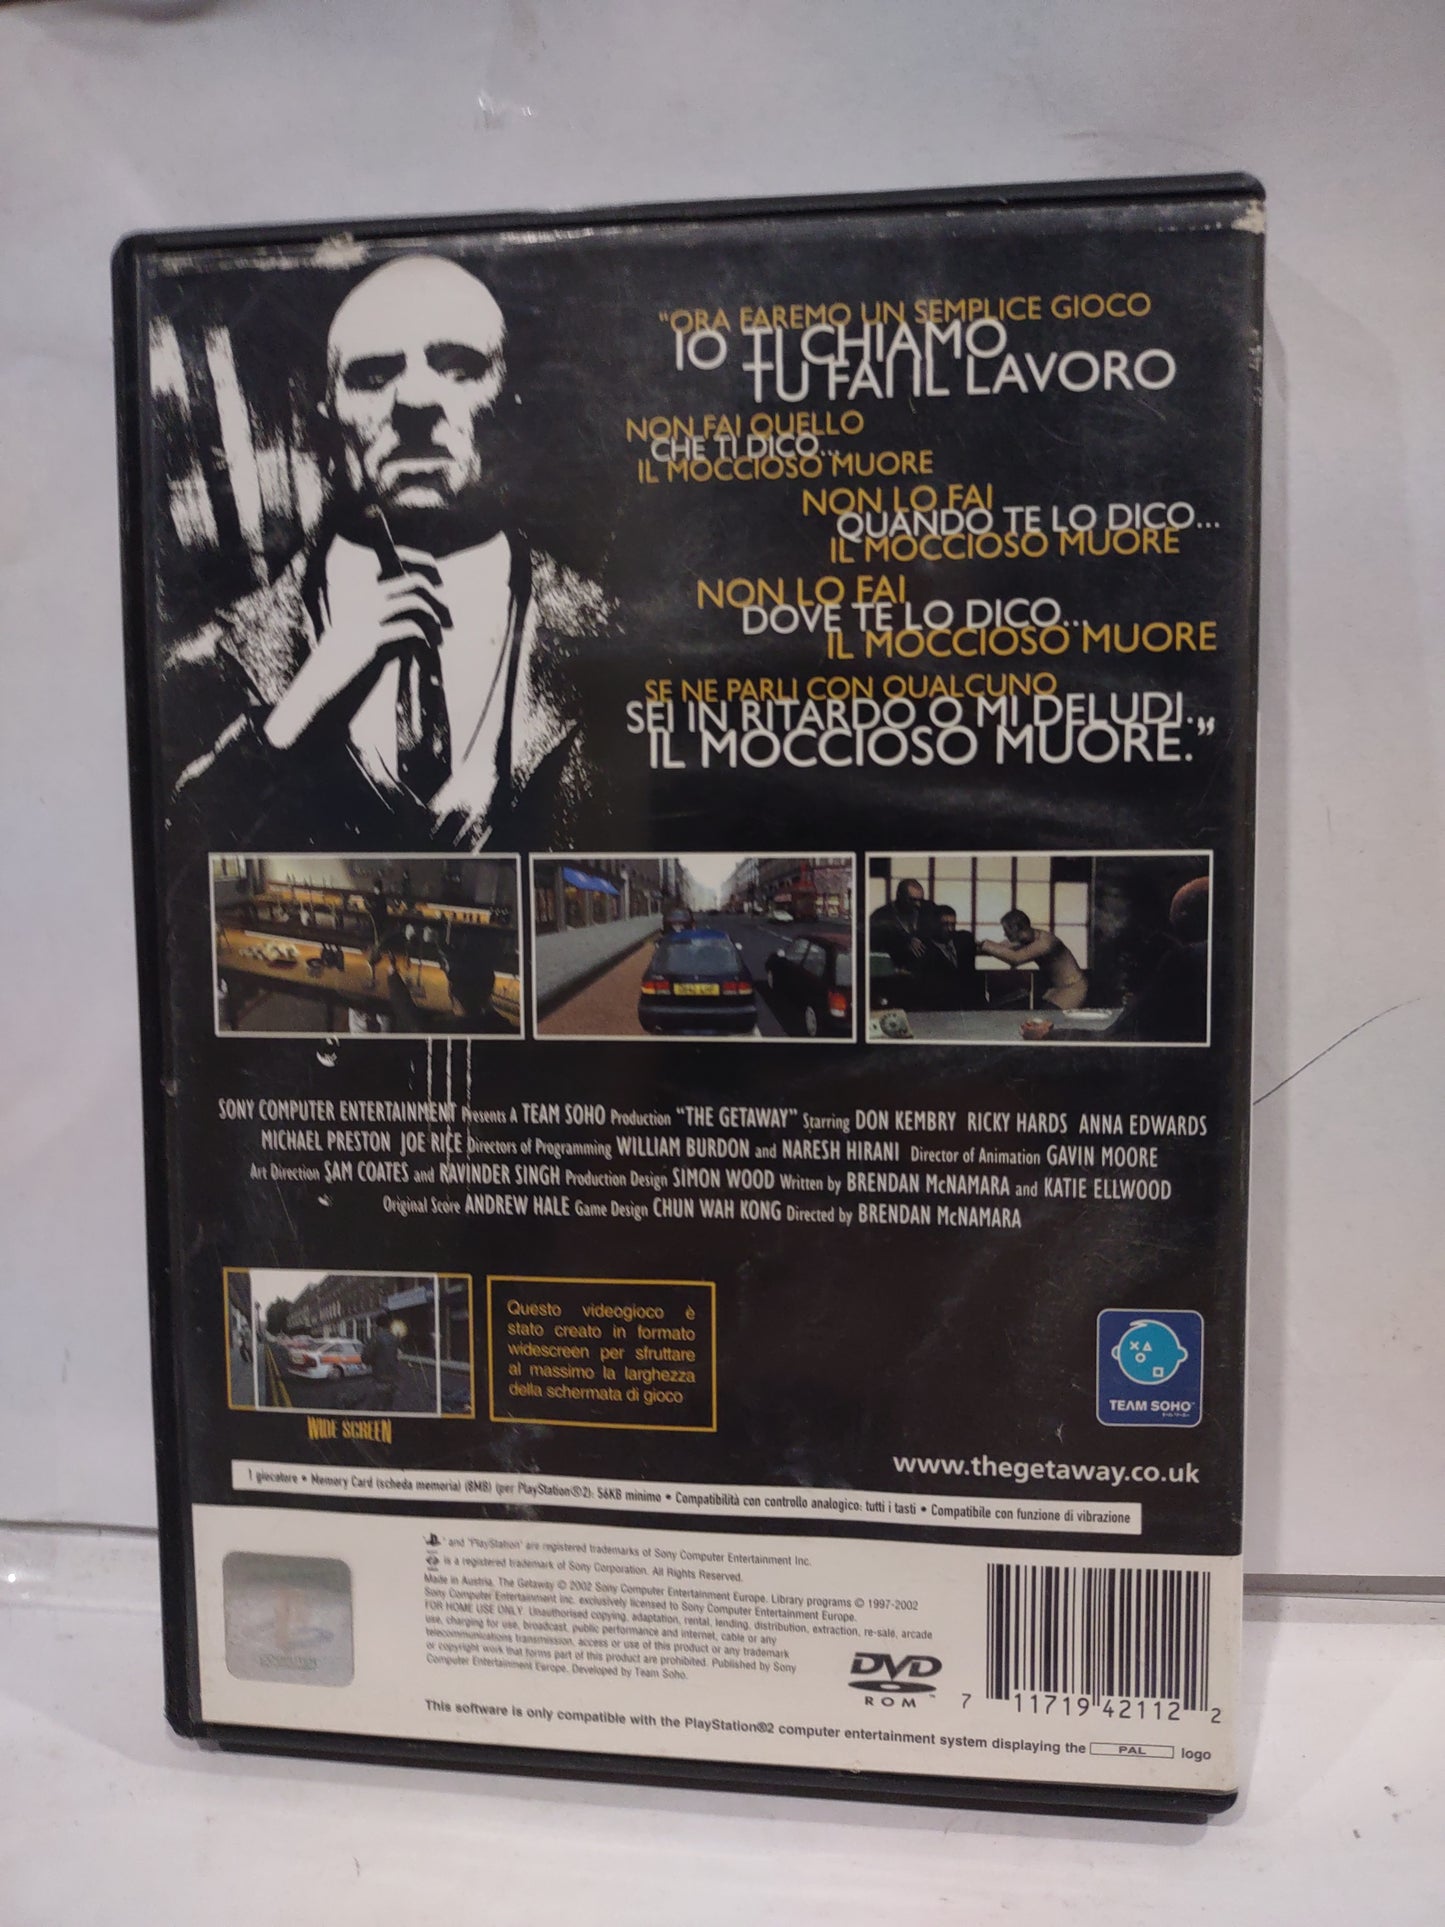 "ORA FAREMO UN SEMPLICE GIOCO
IO TI CHIAMO
TU FAI IL LAVORO
NON FAI QUELLO
CHE TI DICO...
IL MOCCIOSO MUORE
NON LO FAI
QUANDO TE LO DICO...
IL MOCCIOSO MUORE
NON LO FAI
DOVE TE LO DICO...
IL MOCCIOSO MUORE
SE NE PARLI CON QUALCUNO
SEI IN RITARDO O MI DELUDI.
IL MOCCIOSO MUORE."
SONY COMPUTER ENTERTAINMENT Presents A TEAM SOHO Production "THE GETAWAY" Starring DON KEMBRY RICKY HARDS ANNA EDWARDS
MICHAEL PRESTON JOE RICE Directors of Programming WILLIAM BURDON and NARESH HIRANI Director of Animation GAVIN MOORE
Art Direction SAM COATES and RAVINDER SINGH Production Design SIMON WOOD Written by BRENDAN McNAMARA and KATIE ELLWOOD
Original Score ANDREW HALE Game Design CHUN WAH KONG Directed by BRENDAN McNAMARA
WIDE SCREEN
Questo videogioco è
stato creato in formato
widescreen per sfruttare
al massimo la larghezza
della schermata di gioco
TEAM SOHO™
www.thegetaway.co.uk
1 giocatore • Memory Card (scheda memoria) (8MB) (per PlayStation®2): 56KB minimo • Compatibilità con controllo analogico: tutti i tasti • Compatibile con funzione di vibrazione
" " and "PlayStation" are registered trademarks of Sony Computer Entertainment Inc.
is a registered trademark of Sony Corporation. All Rights Reserved.
Made in Austria. The Getaway © 2002 Sony Computer Entertainment Europe. Library programs © 1997-2002
Sony Computer Entertainment Inc. exclusively licensed to Sony Computer Entertainment Europe.
FOR HOME USE ONLY. Unauthorised copying, adaptation, rental, lending, distribution, extraction, re-sale, arcade
use, charging for use, broadcast, public performance and internet, cable or any
telecommunications transmission, access or use of this product or any trademark
or copyright work that forms part of this product are prohibited. Published by Sony
Computer Entertainment Europe. Developed by Team Soho.
DVD
ROM™
7 11719 42112 2
This software is only compatible with the PlayStation®2 computer entertainment system displaying the PAL logo